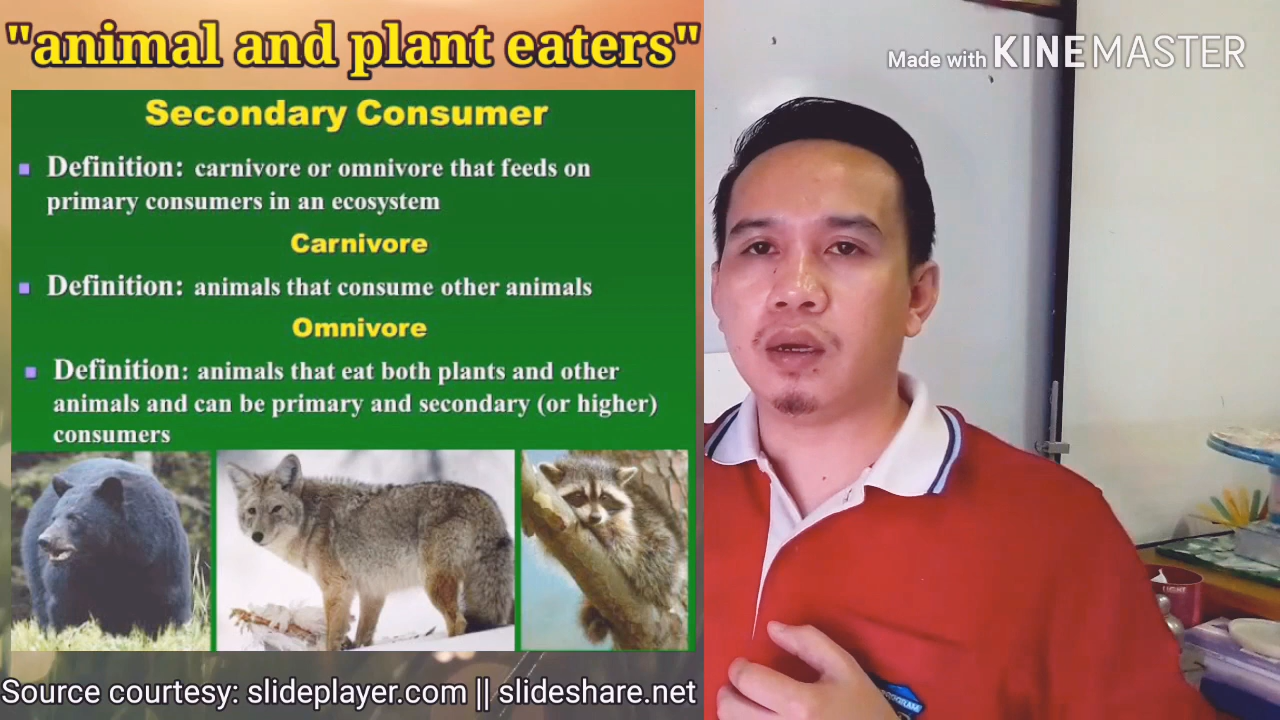 "animal and plant eaters"
Made with KINEMASTER
Secondary Consumer
Definition: carnivore or omnivore that feeds on
primary consumers in an ecosystem
Carnivore
Definition: animals that consume other animals
Omnivore
Definition: animals that eat both plants and other
animals and can be primary and secondary (or higher)
consumers
LIGHT
Source courtesy: slideplayer.com || slideshare.net